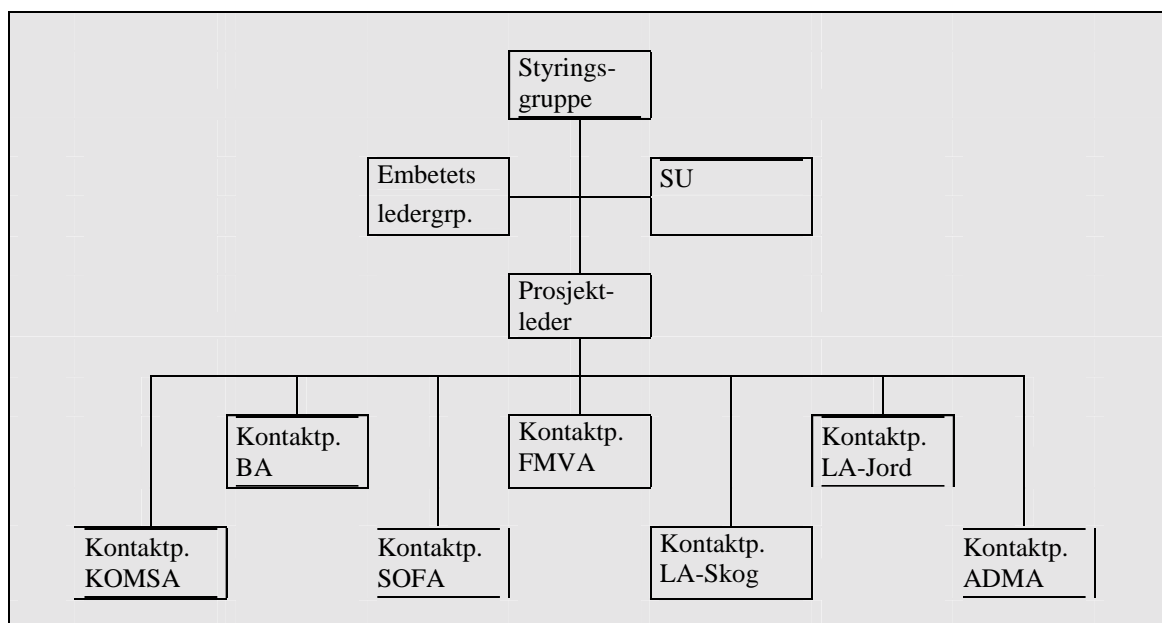 Styrings-
gruppe
Embetets
ledergrp.
SU
Prosjekt-
leder
Kontaktp.
BA
Kontaktp.
FMVA
Kontaktp.
LA-Jord
Kontaktp.
KOMSA
Kontaktp.
SOFA
Kontaktp.
LA-Skog
Kontaktp.
ADMA